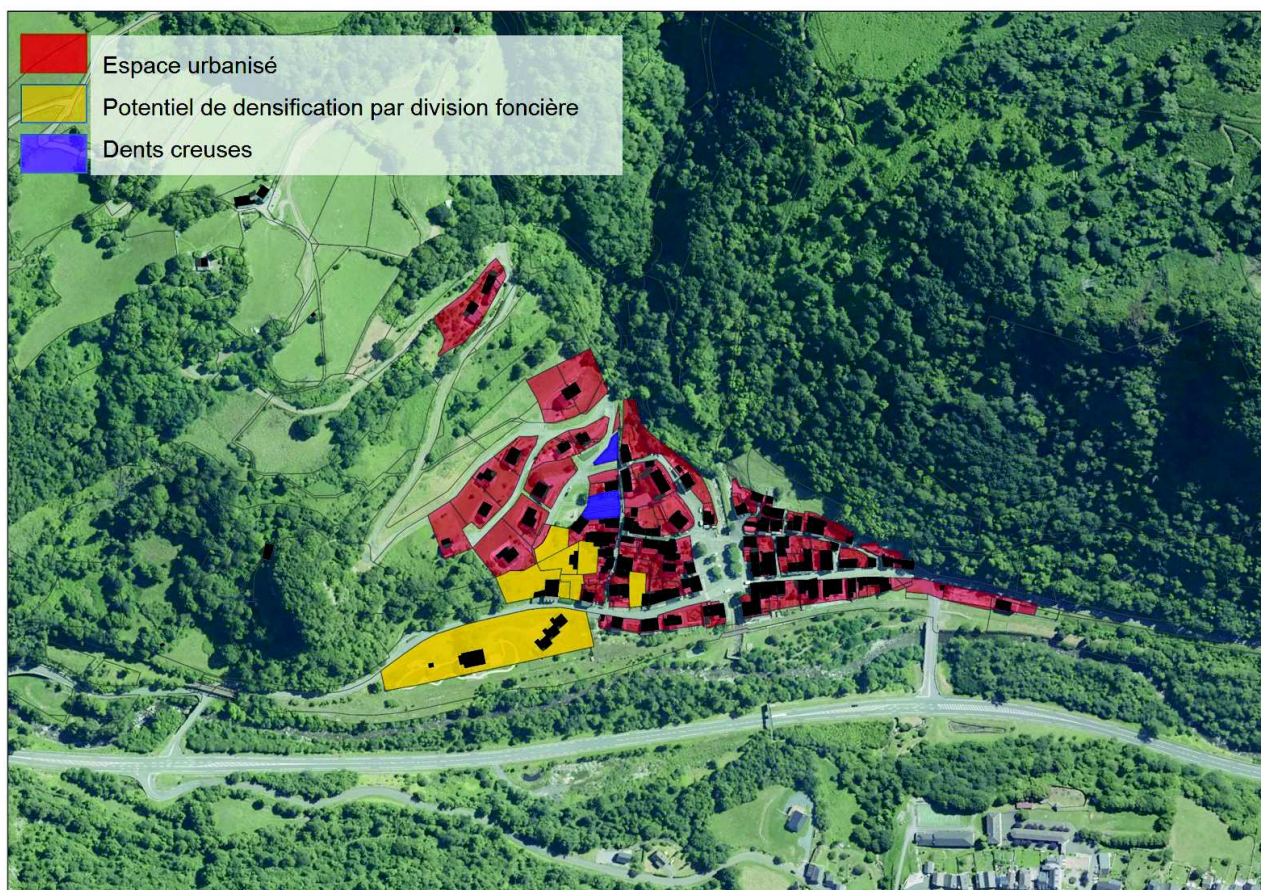 Espace urbanisé
Potentiel de densification par division foncière
Dents creuses